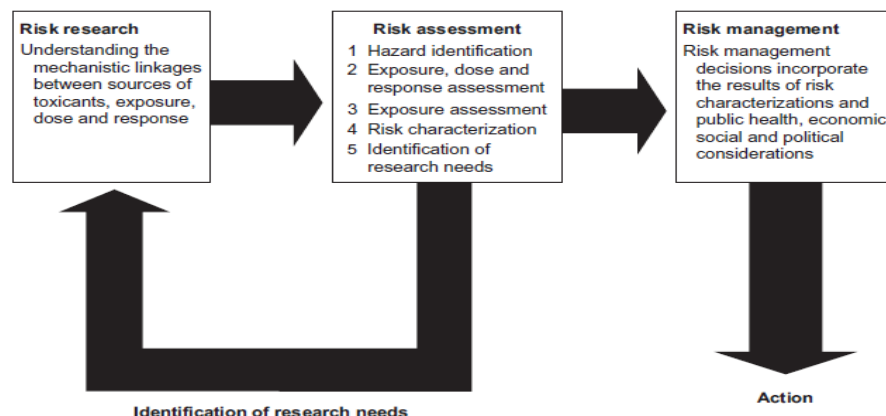 Risk research
Understanding the
mechanistic linkages
between sources of
toxicants, exposure,
dose and response
Risk assessment
1 Hazard identification
2 Exposure, dose and
response assessment
3 Exposure assessment
4 Risk characterization
5 Identification of
research needs
Risk management
Risk management
decisions incorporate
the results of risk
characterizations and
public health, economic
social and political
considerations
Identification of research needs
Action